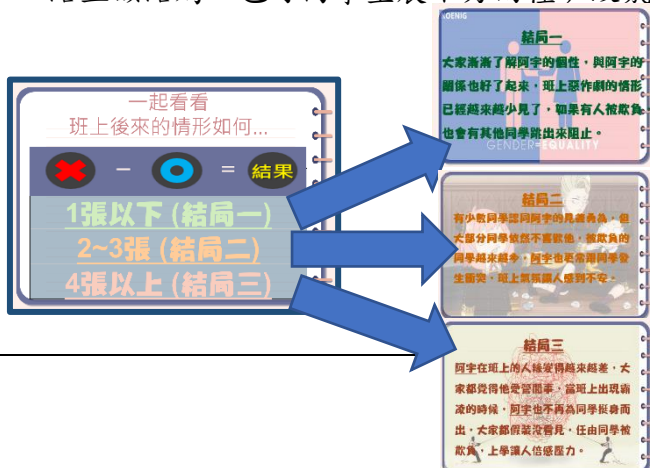 一起看看
班上後來的情形如何...
− = 結果
1張以下 (結局一)
2~3張 (結局二)
4張以上 (結局三)
KOENIG
結局一
大家漸漸了解阿宇的個性，與阿宇的
關係也好了起來，班上惡作劇的情形
已經越來越少見了，如果有人被欺負，
也會有其他同學跳出來阻止。
GENDER=EQUALITY
結局二
有少數同學認同阿宇的見義勇為，但
大部分同學依然不喜歡他，被欺負的
同學越來越多，阿宇也更常跟同學發
生衝突，班上氣氛讓人感到不安。
結局三
阿宇在班上的人緣變得越來越差，大
家都覺得他愛管閒事，當班上出現霸
凌的時候，阿宇也不再為同學挺身而
出，大家都假裝沒看見，任由同學被
欺負，上學讓人倍感壓力。